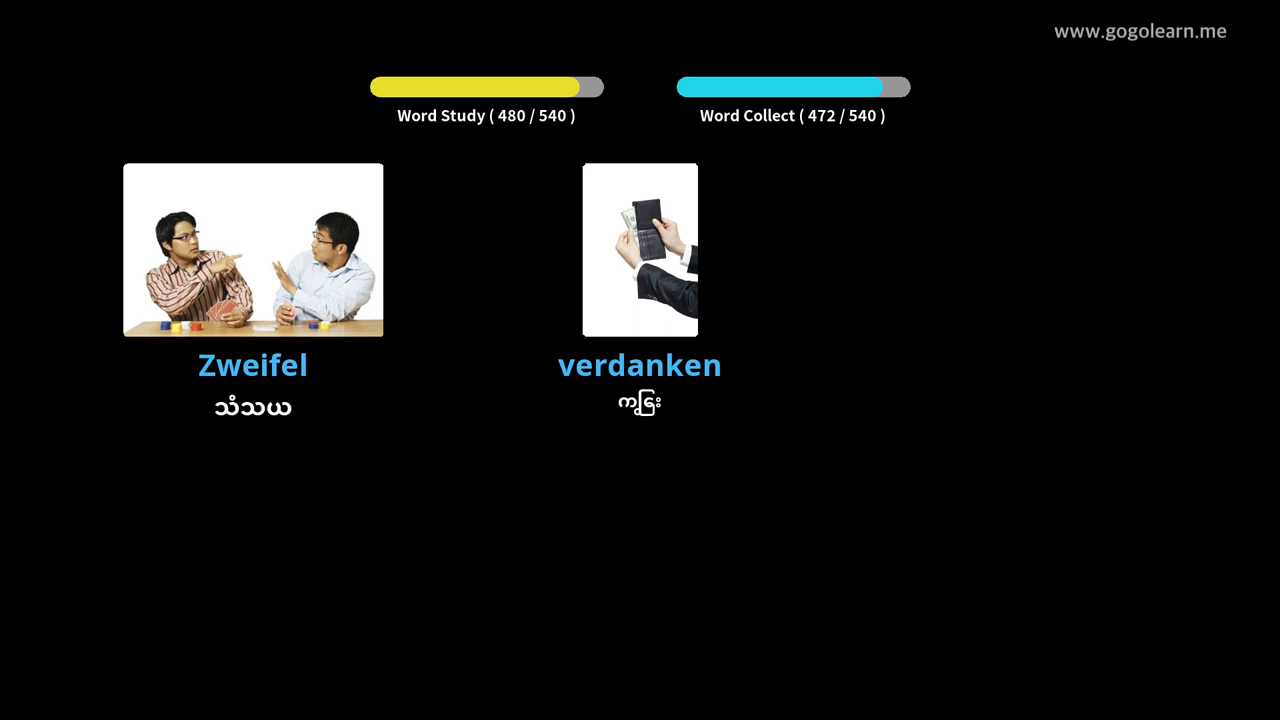 www.gogolearn.me
Word Study ( 480 / 540 )
Word Collect ( 472 / 540 )
Zweifel
သံသယ
verdanken
ကြွေး